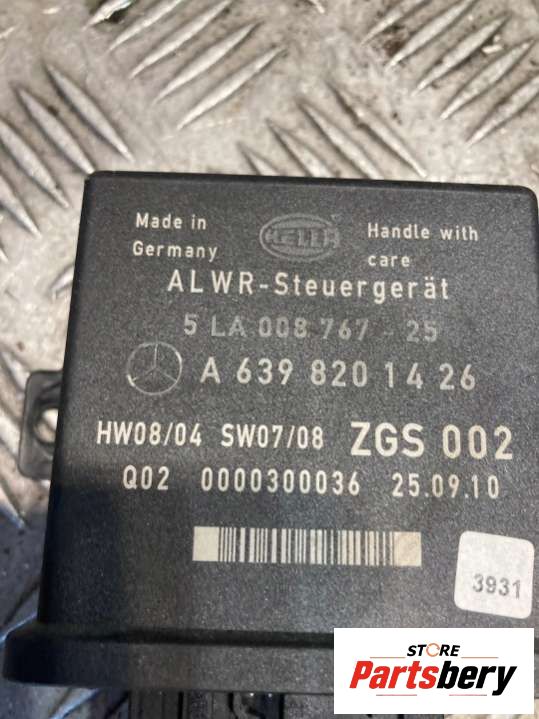 Made in
Germany
HELLA
Handle with
care
ALWR-Steuergerät
5 LA 008 767 - 25
A 639 820 14 26
HW08/04 SW07/08 ZGS 002
Q02 0000300036 25.09.10
3931
STORE
Partsbery